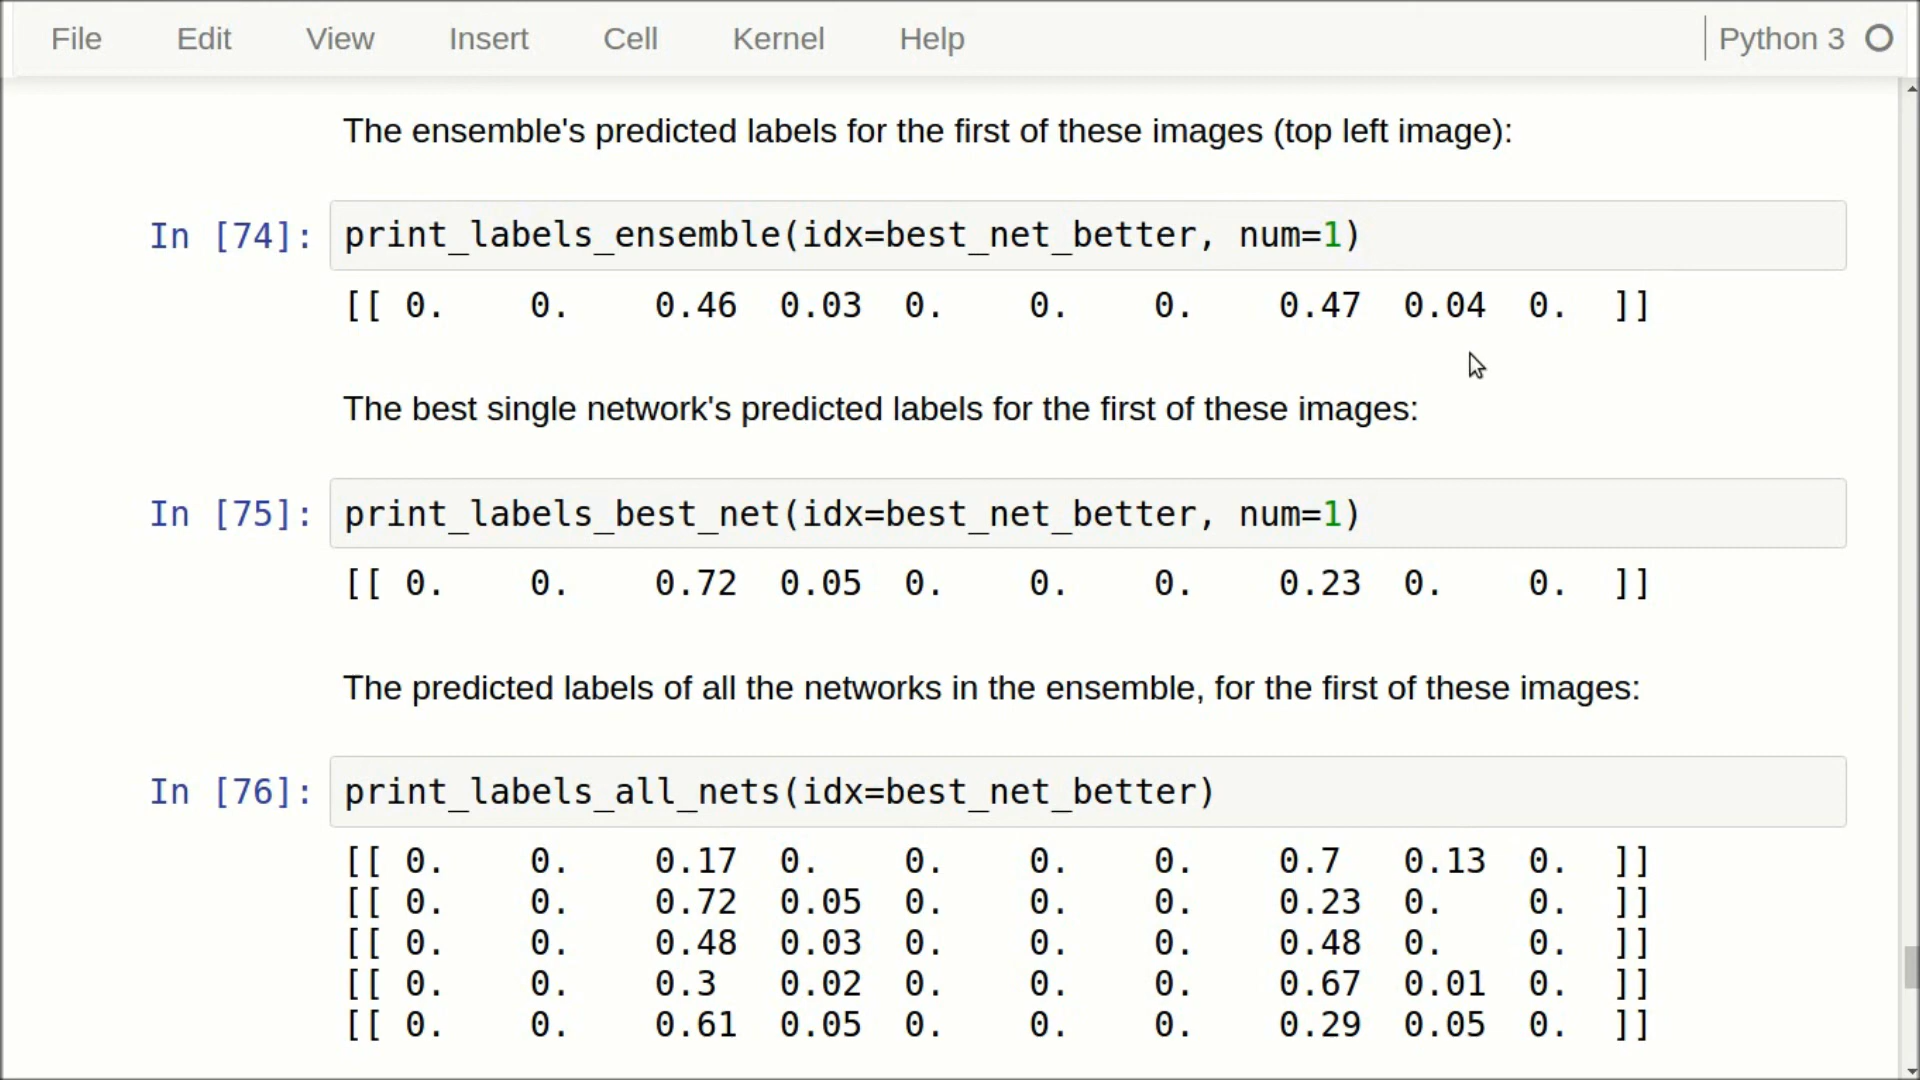 File Edit View Insert Cell Kernel Help Python 3
The ensemble's predicted labels for the first of these images (top left image):
In [74]: print_labels_ensemble(idx=best_net_better, num=1)
[[ 0. 0. 0.46 0.03 0. 0. 0. 0.47 0.04 0. ]]
The best single network's predicted labels for the first of these images:
In [75]: print_labels_best_net(idx=best_net_better, num=1)
[[ 0. 0. 0.72 0.05 0. 0. 0. 0.23 0. 0. ]]
The predicted labels of all the networks in the ensemble, for the first of these images:
In [76]: print_labels_all_nets(idx=best_net_better)
[[ 0. 0. 0.17 0. 0. 0. 0. 0.7 0.13 0. ]]
[[ 0. 0. 0.72 0.05 0. 0. 0. 0.23 0. 0. ]]
[[ 0. 0. 0.48 0.03 0. 0. 0. 0.48 0. 0. ]]
[[ 0. 0. 0.3 0.02 0. 0. 0. 0.67 0.01 0. ]]
[[ 0. 0. 0.61 0.05 0. 0. 0. 0.29 0.05 0. ]]